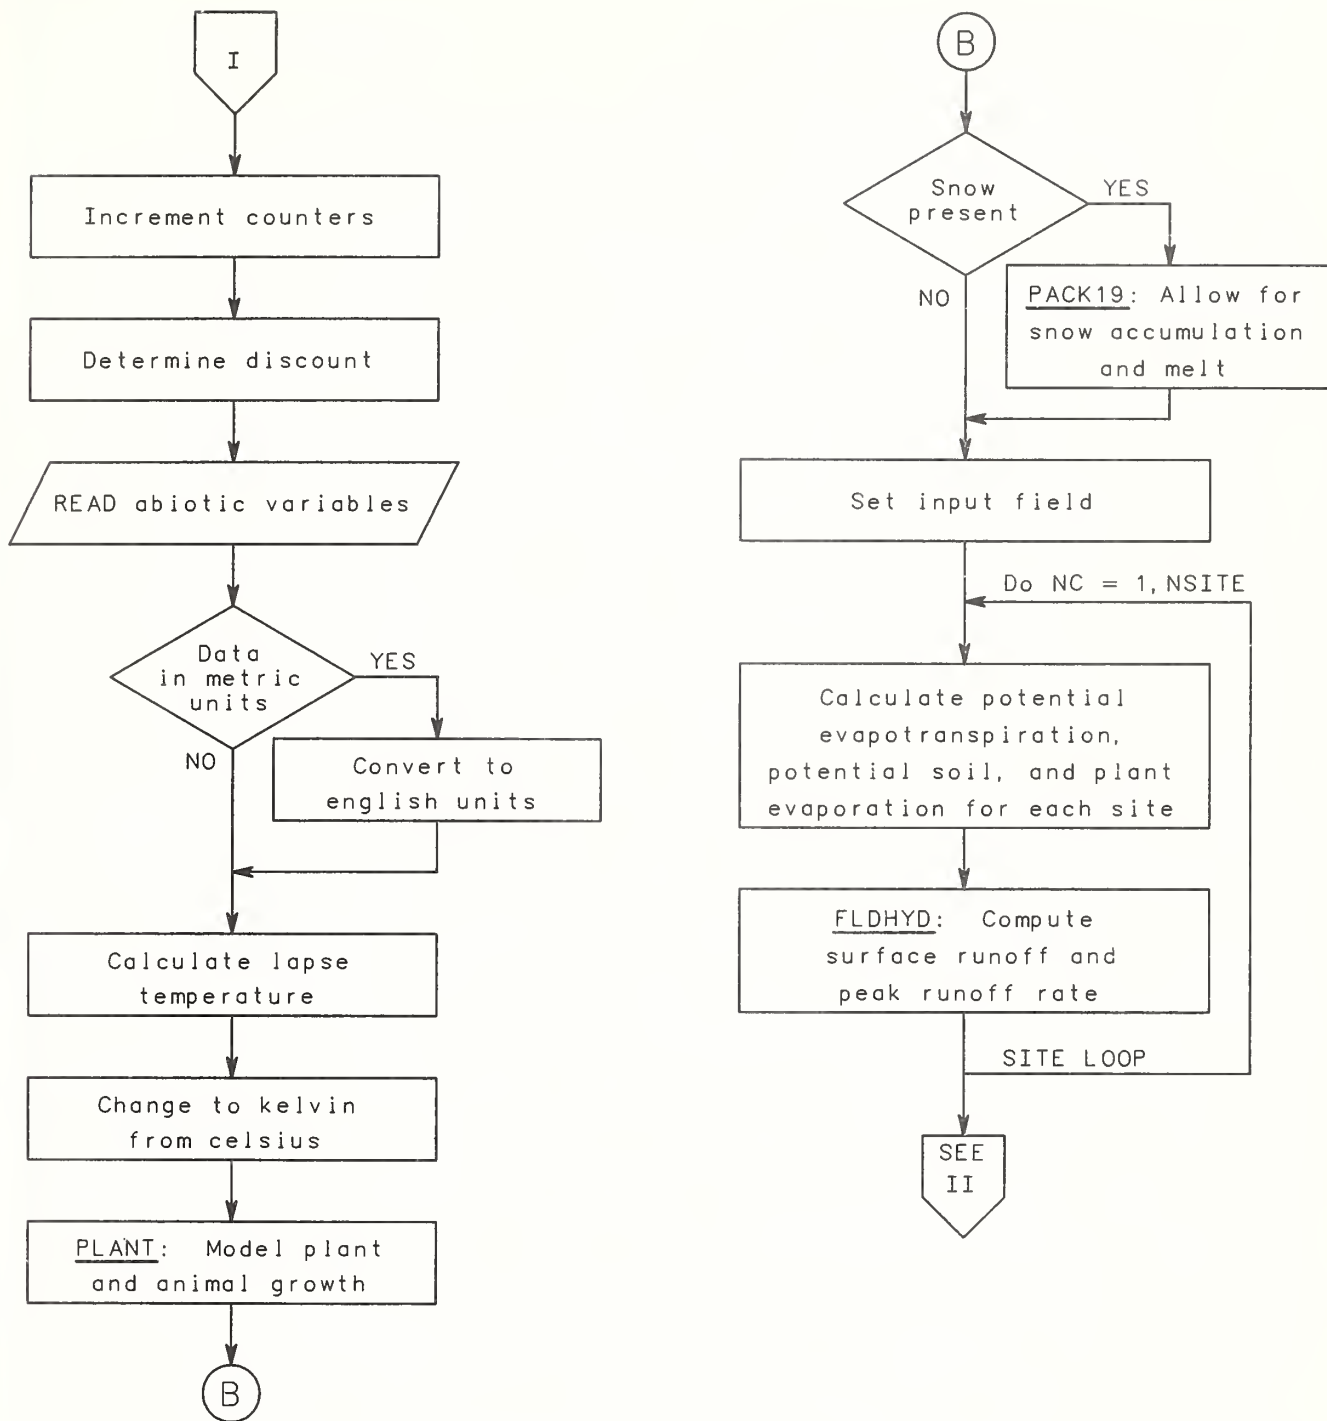 I
Increment counters
Determine discount
READ abiotic variables
Data
in metric
units
YES
NO
Convert to
english units
Calculate lapse
temperature
Change to kelvin
from celsius
PLANT: Model plant
and animal growth
B
B
Snow
present
YES
NO
PACK19: Allow for
snow accumulation
and melt
Set input field
Do NC = 1, NSITE
Calculate potential
evapotranspiration,
potential soil, and plant
evaporation for each site
FLDHYD: Compute
surface runoff and
peak runoff rate
SITE LOOP
SEE
II